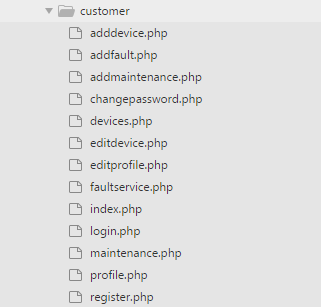 customer
adddevice.php
addfault.php
addmaintenance.php
changepassword.php
devices.php
editdevice.php
editprofile.php
faultservice.php
index.php
login.php
maintenance.php
profile.php
register.php